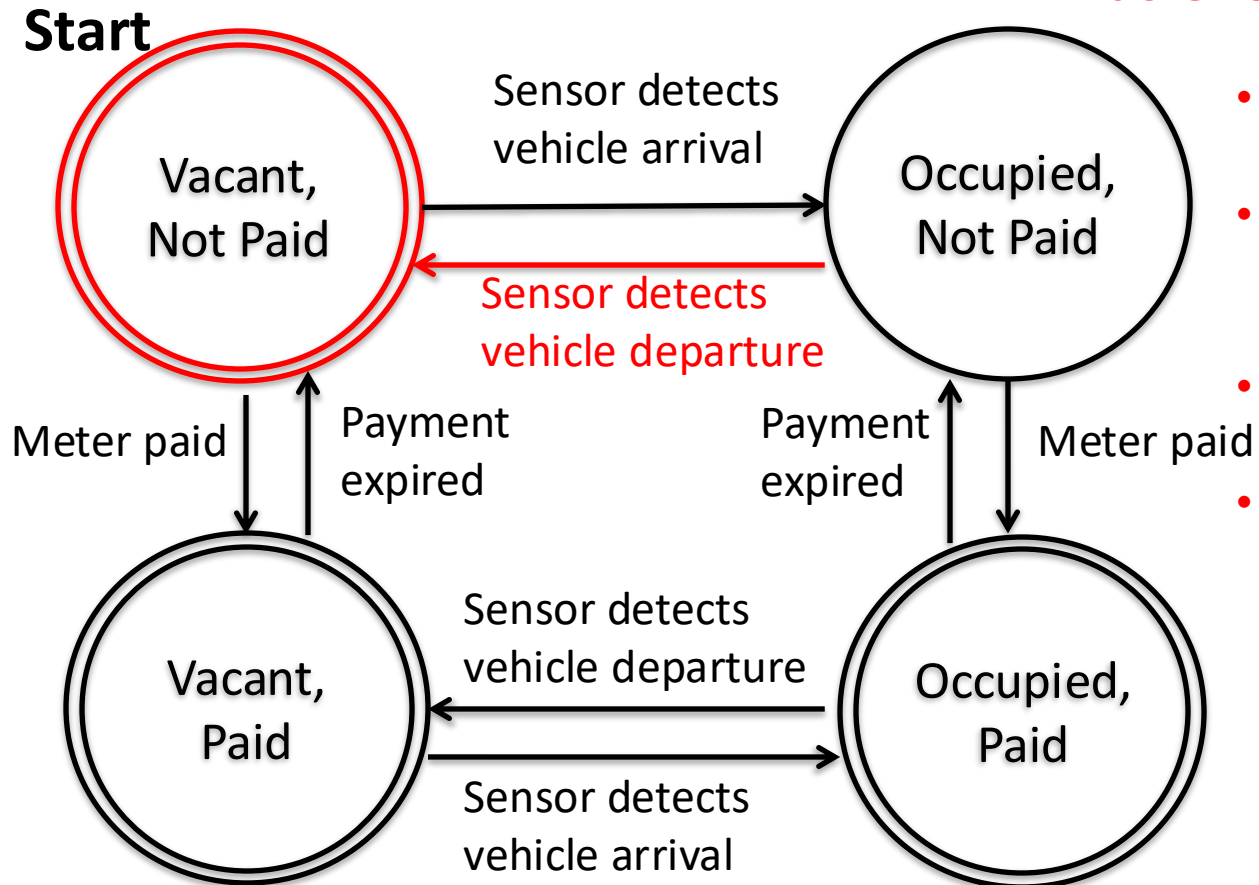 Start
Vacant,
Not Paid
Sensor detects
vehicle arrival
Occupied,
Not Paid
Sensor detects
vehicle departure
Meter paid
Payment
expired
Payment
expired
Meter paid
Vacant,
Paid
Sensor detects
vehicle departure
Occupied,
Paid
Sensor detects
vehicle arrival